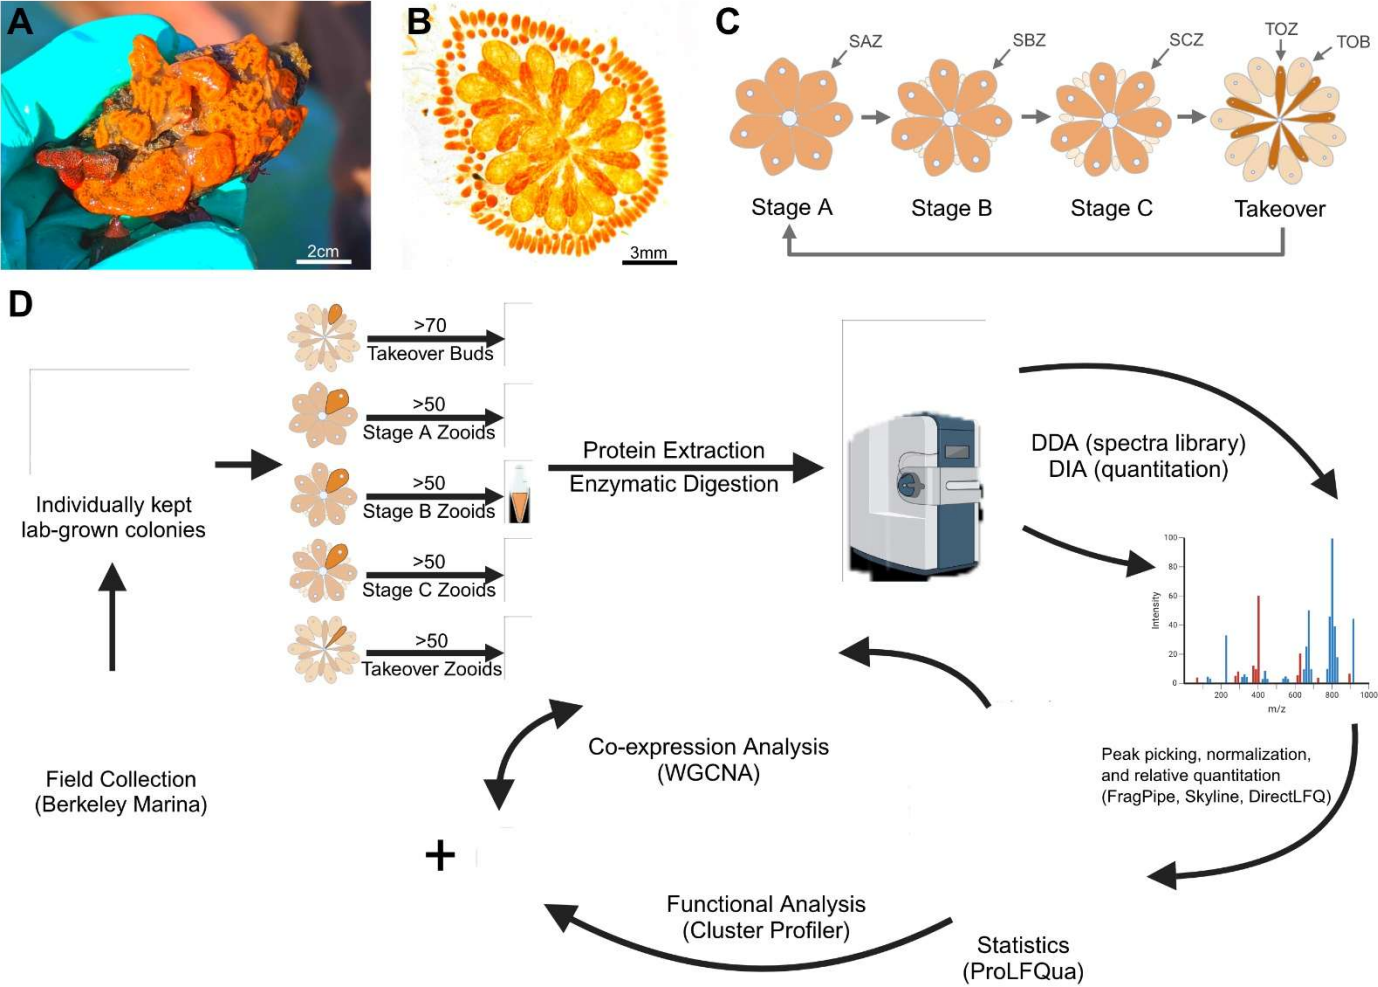 A
2cm
B
3mm
C
SAZ
SBZ
SCZ
TOZ
TOB
Stage A
Stage B
Stage C
Takeover
D
>70
Takeover Buds
>50
Stage A Zooids
>50
Stage B Zooids
>50
Stage C Zooids
>50
Takeover Zooids
Individually kept
lab-grown colonies
Field Collection
(Berkeley Marina)
Protein Extraction
Enzymatic Digestion
DDA (spectra library)
DIA (quantitation)
100
80
60
40
20
0
Intensity
200
400
600
800
1000
m/z
Peak picking, normalization,
and relative quantitation
(FragPipe, Skyline, DirectLFQ)
Co-expression Analysis
(WGCNA)
+
Functional Analysis
(Cluster Profiler)
Statistics
(ProLFQua)